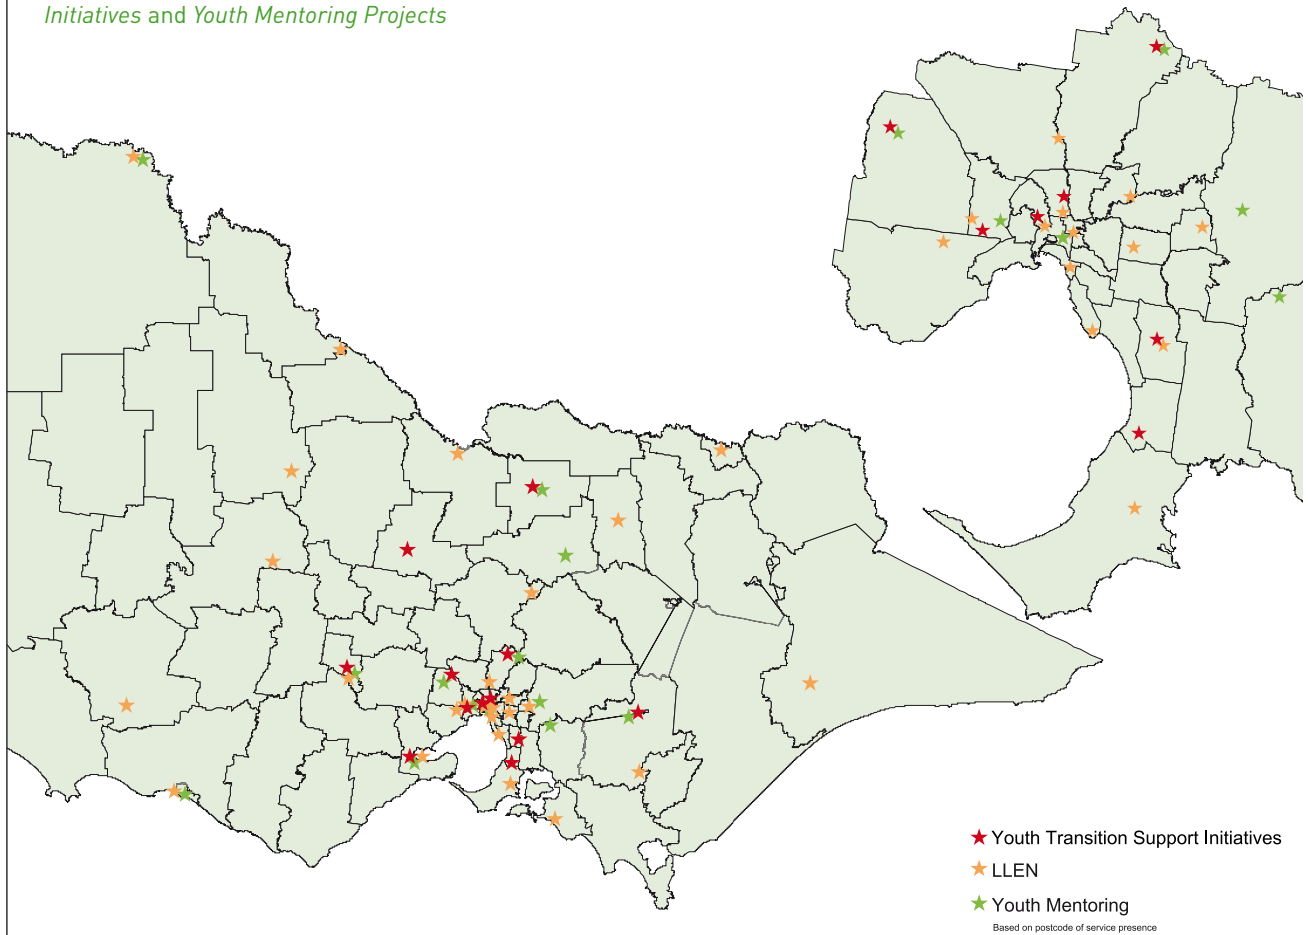 Initiatives and Youth Mentoring Projects
Youth Transition Support Initiatives
LLEN
Youth Mentoring
Based on postcode of service presence